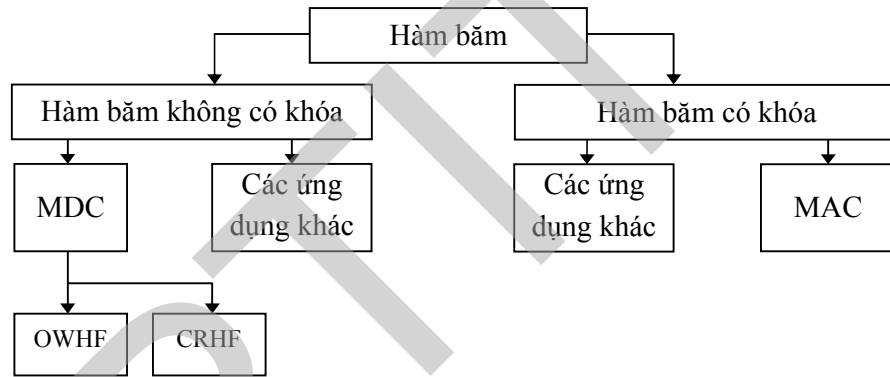 Hàm băm
Hàm băm không có khóa
Hàm băm có khóa
MDC
Các ứng
dụng khác
Các ứng
dụng khác
MAC
OWHF
CRHF
PTIT